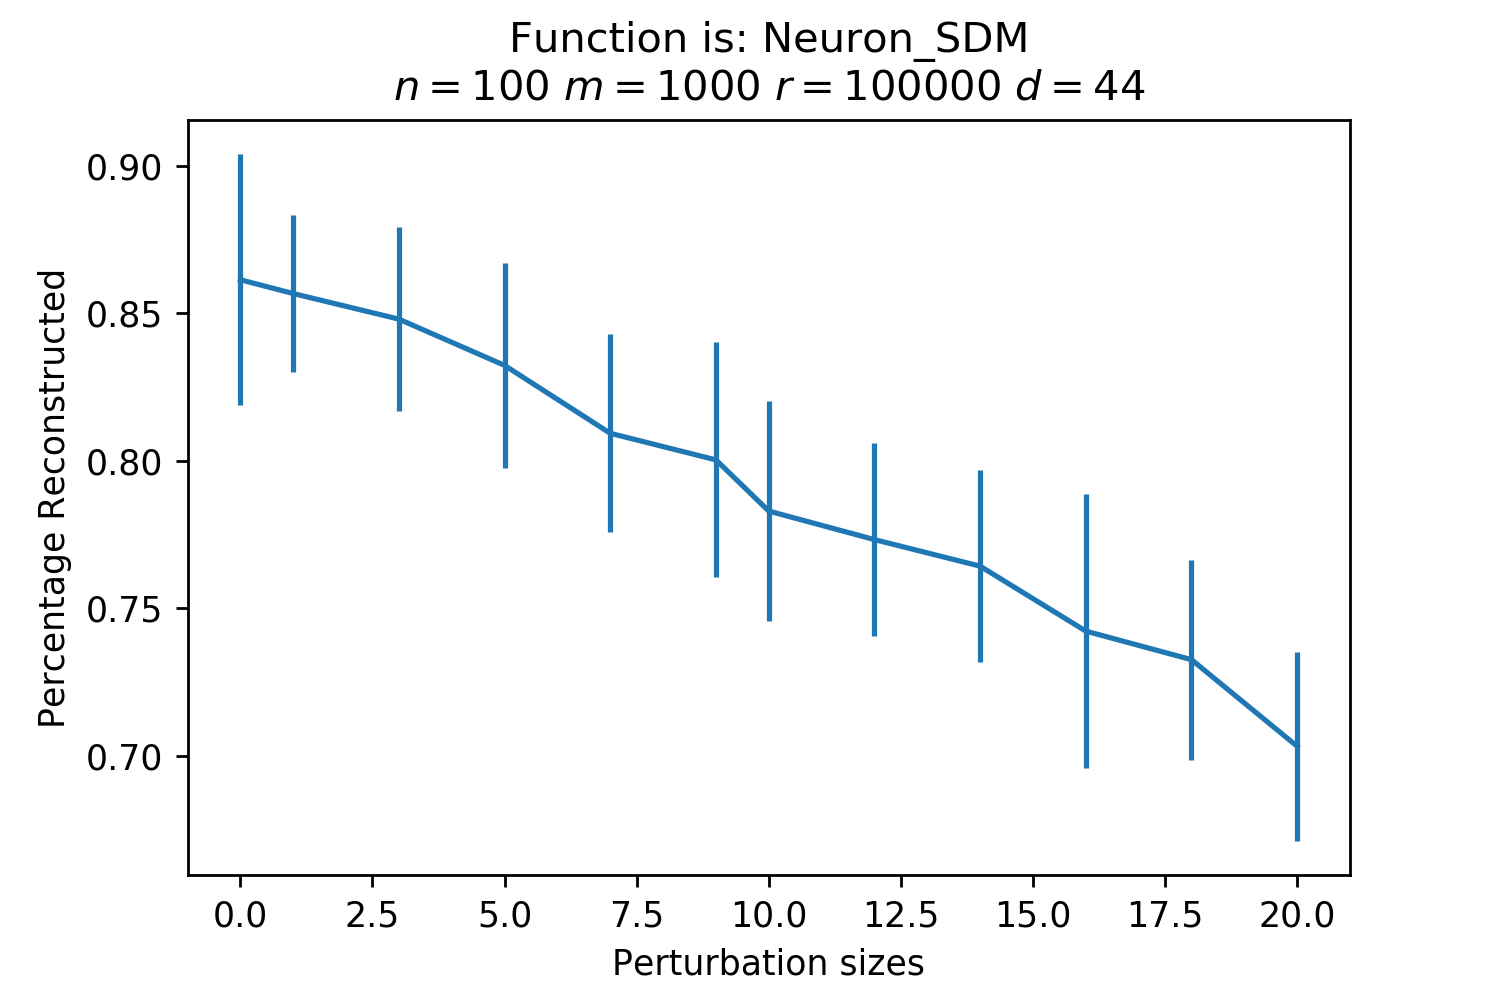 Function is: Neuron_SDM
n = 100 m = 1000 r = 100000 d = 44
Percentage Reconstructed
0.90
0.85
0.80
0.75
0.70
0.0 2.5 5.0 7.5 10.0 12.5 15.0 17.5 20.0
Perturbation sizes